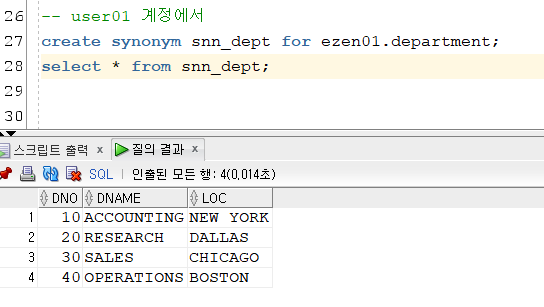 26 -- user01 계정에서
27 create synonym snn_dept for ezen01.department;
28 select * from snn_dept;
29
30
스크립트 출력 x 질의 결과 x
SQL | 인출된 모든 행: 4(0,014초)
DNO DNAME LOC
1 10 ACCOUNTING NEW YORK
2 20 RESEARCH DALLAS
3 30 SALES CHICAGO
4 40 OPERATIONS BOSTON